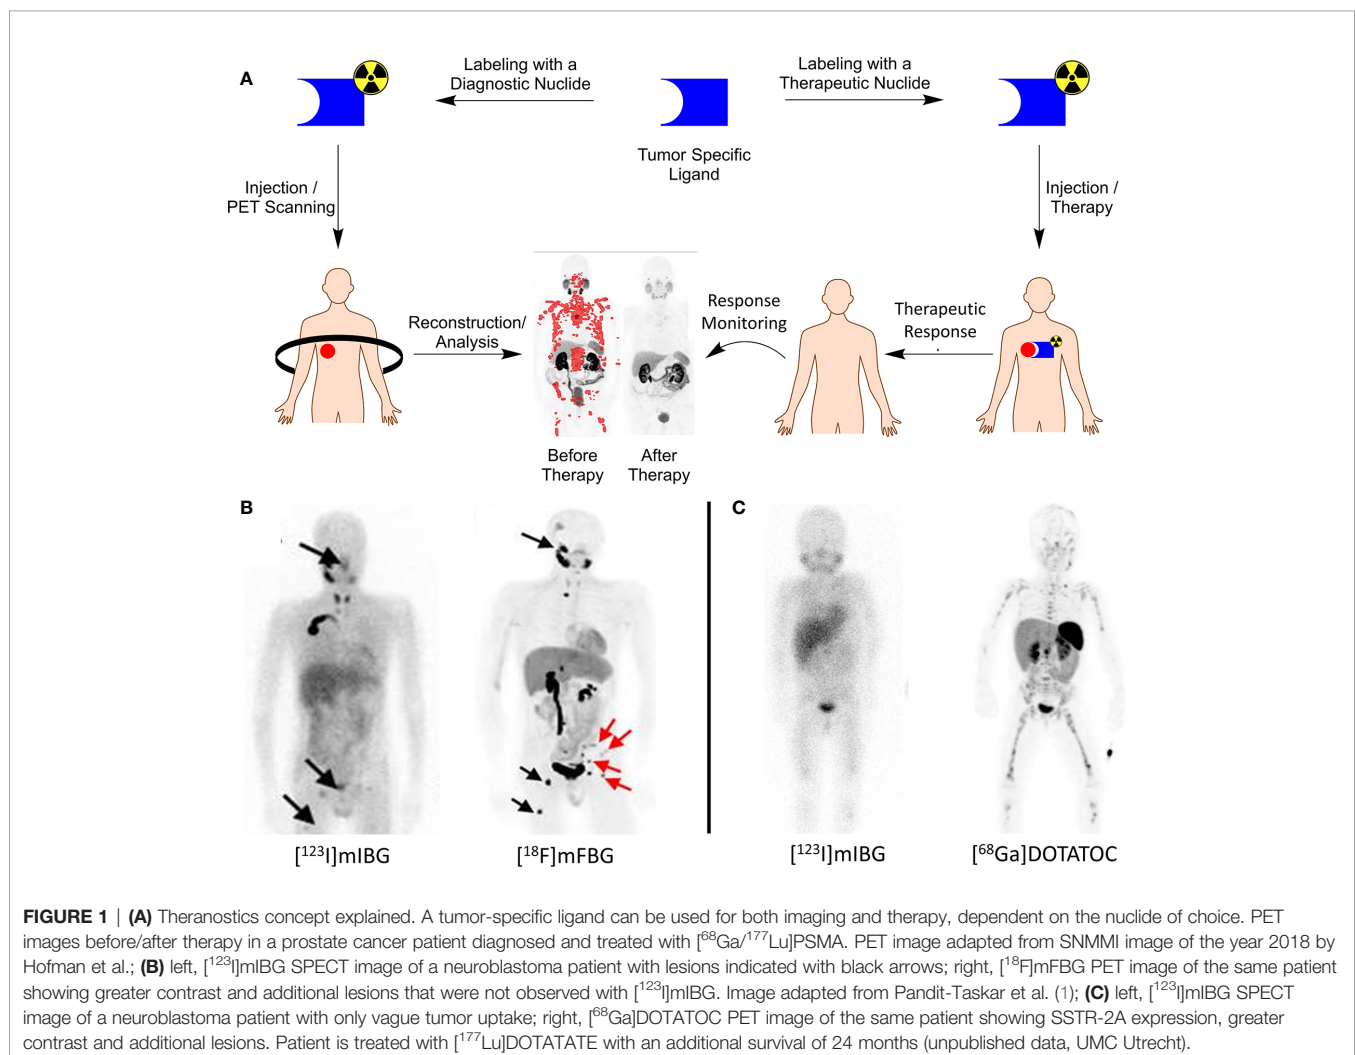 A
Labeling with a
Diagnostic Nuclide
Labeling with a
Therapeutic Nuclide
Tumor Specific
Ligand
Injection /
PET Scanning
Injection /
Therapy
Reconstruction/
Analysis
Response
Monitoring
Therapeutic
Response
Before
Therapy
After
Therapy
B
C
[¹²³I]mIBG
[¹⁸F]mFBG
[¹²³I]mIBG
[⁶⁸Ga]DOTATOC
FIGURE 1 | (A) Theranostics concept explained. A tumor-specific ligand can be used for both imaging and therapy, dependent on the nuclide of choice. PET
images before/after therapy in a prostate cancer patient diagnosed and treated with [⁶⁸Ga/¹⁷⁷Lu]PSMA. PET image adapted from SNMMI image of the year 2018 by
Hofman et al.; (B) left, [¹²³I]mIBG SPECT image of a neuroblastoma patient with lesions indicated with black arrows; right, [¹⁸F]mFBG PET image of the same patient
showing greater contrast and additional lesions that were not observed with [¹²³I]mIBG. Image adapted from Pandit-Taskar et al. (1); (C) left, [¹²³I]mIBG SPECT
image of a neuroblastoma patient with only vague tumor uptake; right, [⁶⁸Ga]DOTATOC PET image of the same patient showing SSTR-2A expression, greater
contrast and additional lesions. Patient is treated with [¹⁷⁷Lu]DOTATATE with an additional survival of 24 months (unpublished data, UMC Utrecht).